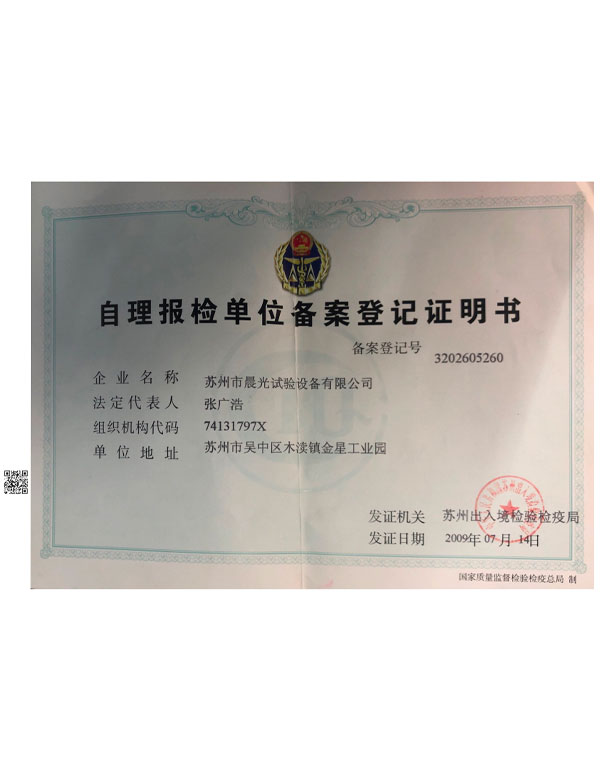 自理报检单位备案登记证明书
备案登记号 3202605260
企业名称 苏州市晨光试验设备有限公司
法定代表人 张广浩
组织机构代码 74131797X
单位地址 苏州市吴中区木渎镇金星工业园
发证机关 苏州出入境检验检疫局
发证日期 2009年07月14日
国家质量监督检验检疫总局 制